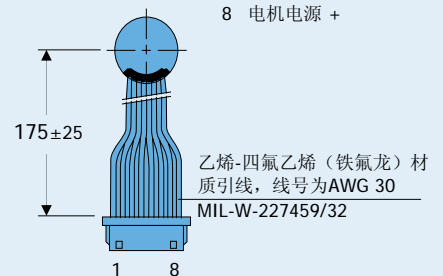 8 电机电源 +
175±25
乙烯-四氟乙烯（铁氟龙）材
质引线，线号为AWG 30
MIL-W-227459/32
1 8